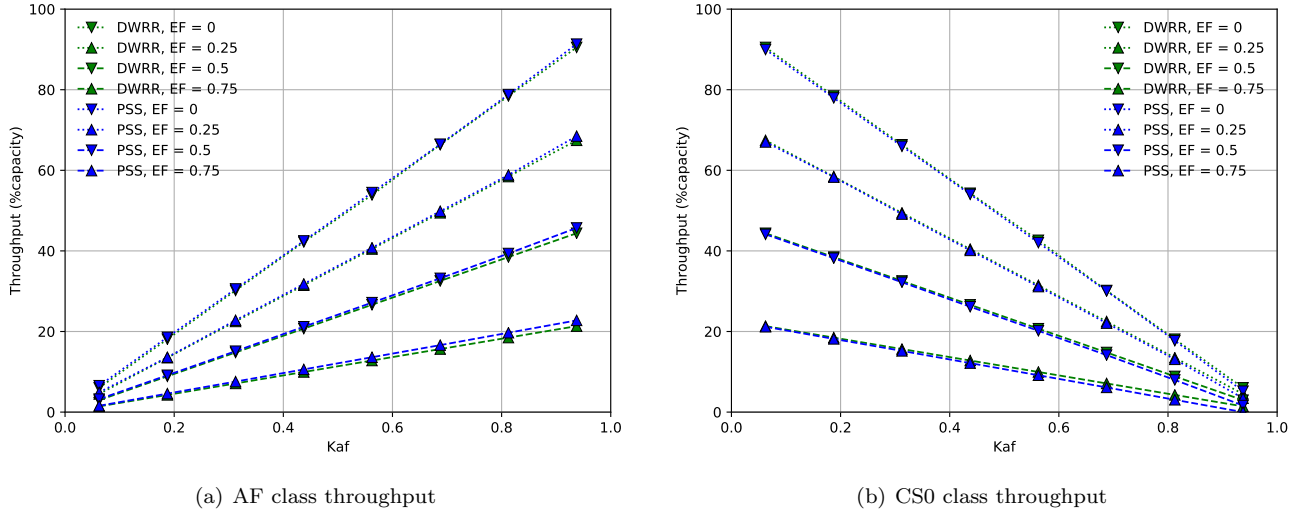 100
80
60
40
20
0
Throughput (%capacity)
DWRR, EF = 0
DWRR, EF = 0.25
DWRR, EF = 0.5
DWRR, EF = 0.75
PSS, EF = 0
PSS, EF = 0.25
PSS, EF = 0.5
PSS, EF = 0.75
0.0 0.2 0.4 0.6 0.8 1.0
Kaf
(a) AF class throughput
100
80
60
40
20
0
Throughput (%capacity)
DWRR, EF = 0
DWRR, EF = 0.25
DWRR, EF = 0.5
DWRR, EF = 0.75
PSS, EF = 0
PSS, EF = 0.25
PSS, EF = 0.5
PSS, EF = 0.75
0.0 0.2 0.4 0.6 0.8 1.0
Kaf
(b) CS0 class throughput